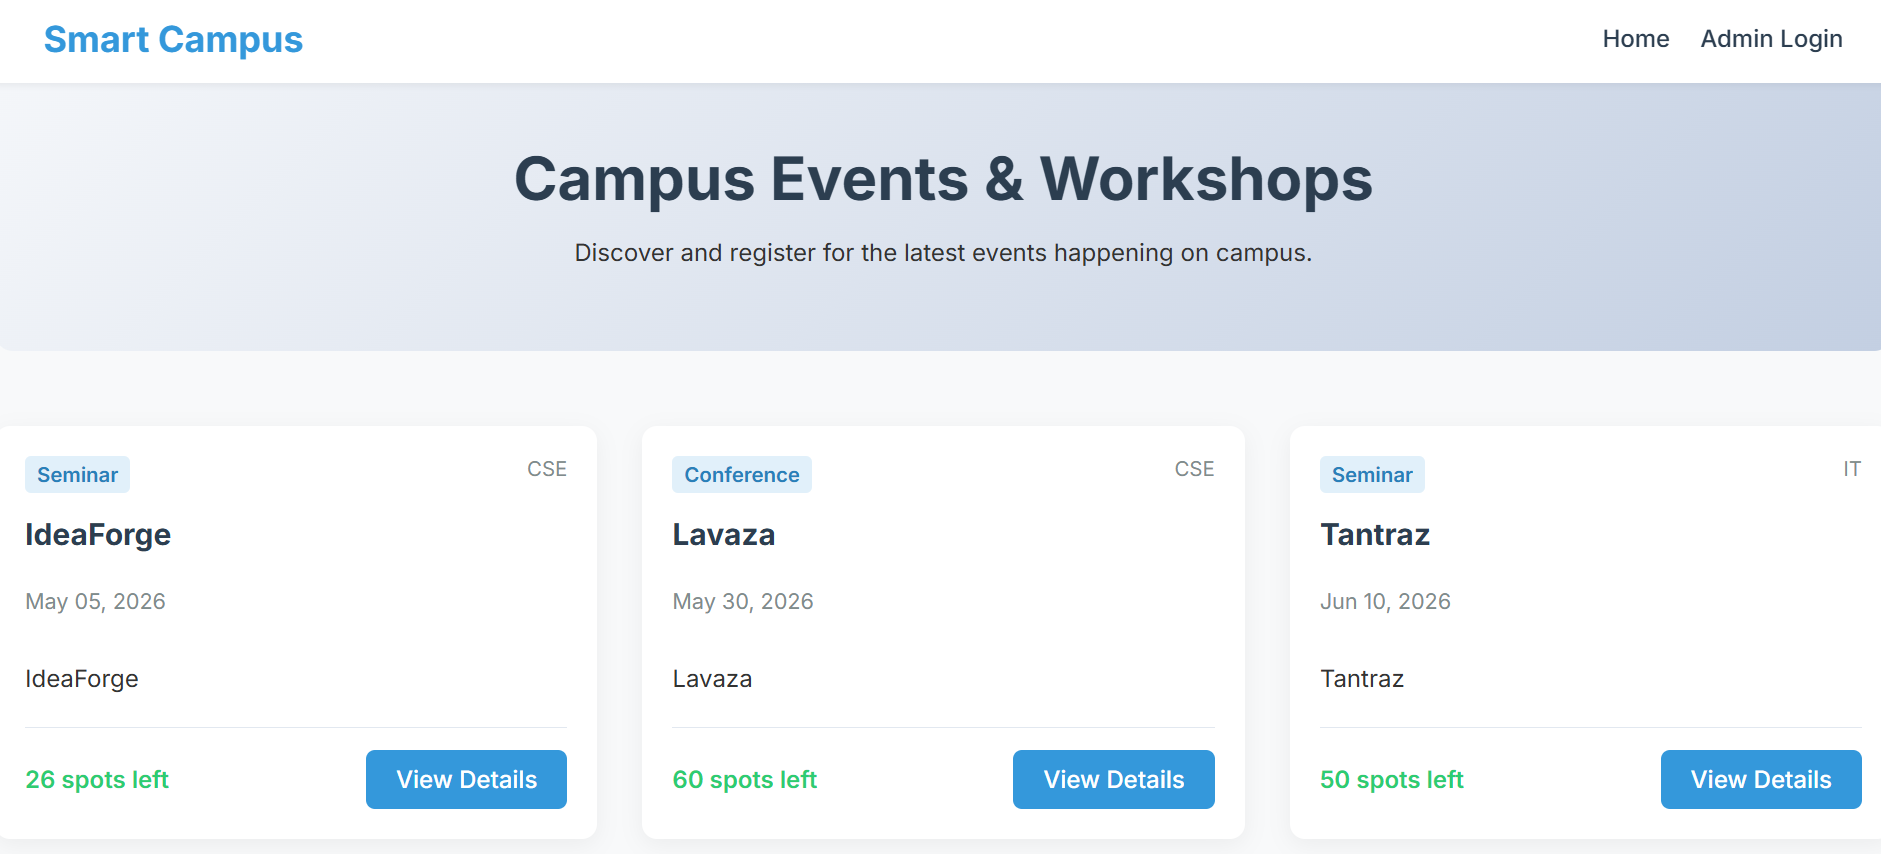 Smart Campus
Home Admin Login
Campus Events & Workshops
Discover and register for the latest events happening on campus.
Seminar CSE
IdeaForge
May 05, 2026
IdeaForge
26 spots left View Details
Conference CSE
Lavaza
May 30, 2026
Lavaza
60 spots left View Details
Seminar IT
Tantraz
Jun 10, 2026
Tantraz
50 spots left View Details